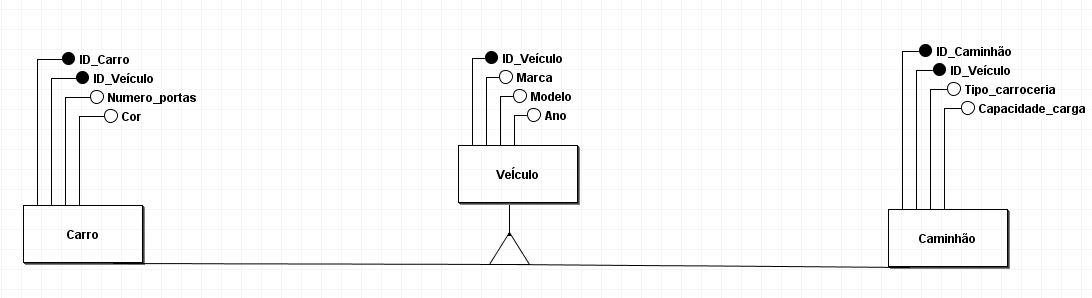 ID_Carro
ID_Veículo
Numero_portas
Cor
Carro
ID_Veículo
Marca
Modelo
Ano
VeÍculo
ID_Caminhão
ID_Veículo
Tipo_carroceria
Capacidade_carga
Caminhão